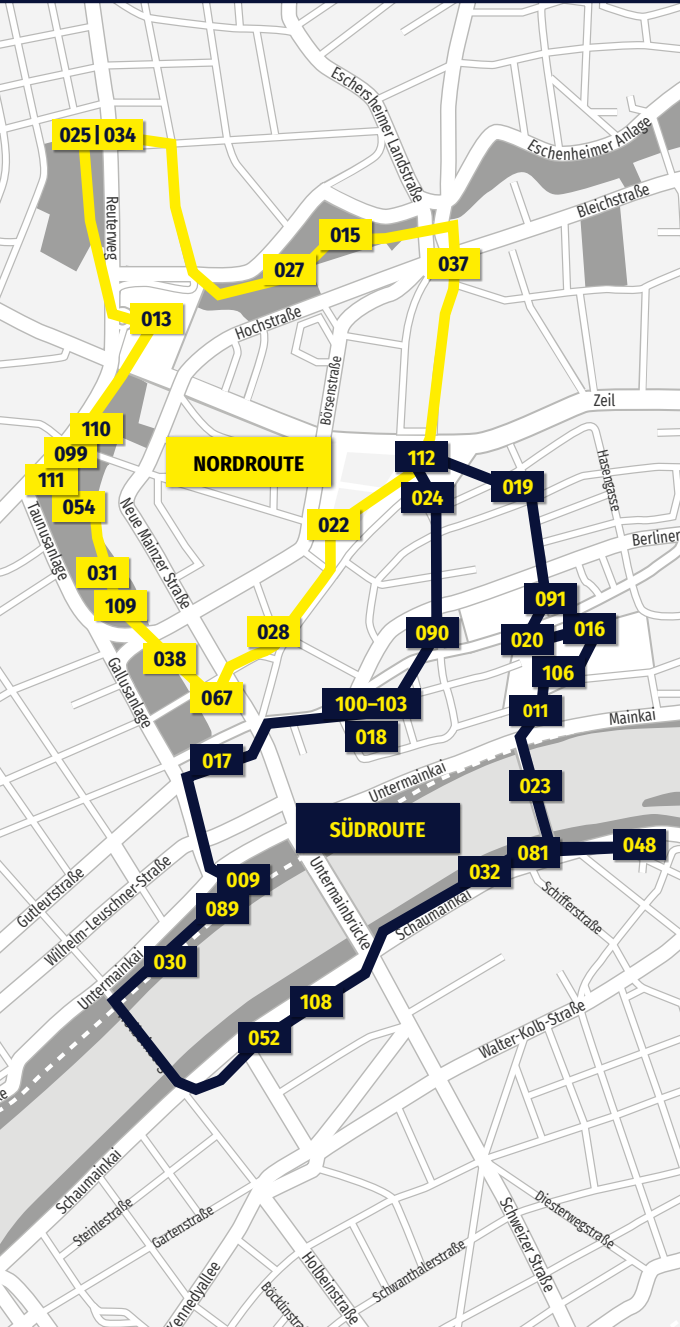 Eschersheimer Landstraße
025 | 034
Eschenheimer Anlage
Bleichstraße
Reuterweg
015
037
027
013
Hochstraße
Börsenstraße
Zeil
110
099
111
054
NORDROUTE
112
024
019
Hasengasse
Taunusanlage
Neue Mainzer Straße
022
Berliner
031
109
091
020
016
028
090
038
106
Gallusanlage
067
100–103
011
018
Mainkai
017
Untermainkai
023
SÜDROUTE
081
048
032
009
089
Gutleutstraße
Wilhelm-Leuschner-Straße
Untermainbrücke
Schaumainkai
Schifferstraße
030
Untermainkai
108
052
Walter-Kolb-Straße
Schaumainkai
Steinlestraße
Gartenstraße
Kennedyallee
Holbeinstraße
Böcklinstra
Schwanthalerstraße
Schweizer Straße
Diesterwegstraße